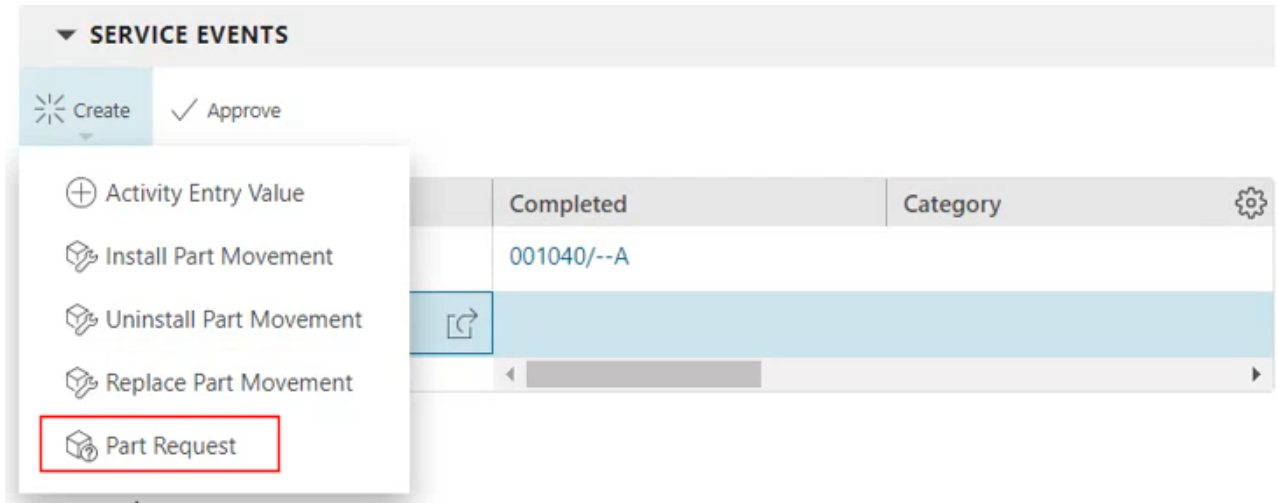 SERVICE EVENTS
Create Approve
Activity Entry Value
Completed Category
Install Part Movement
001040/--A
Uninstall Part Movement
Replace Part Movement
Part Request